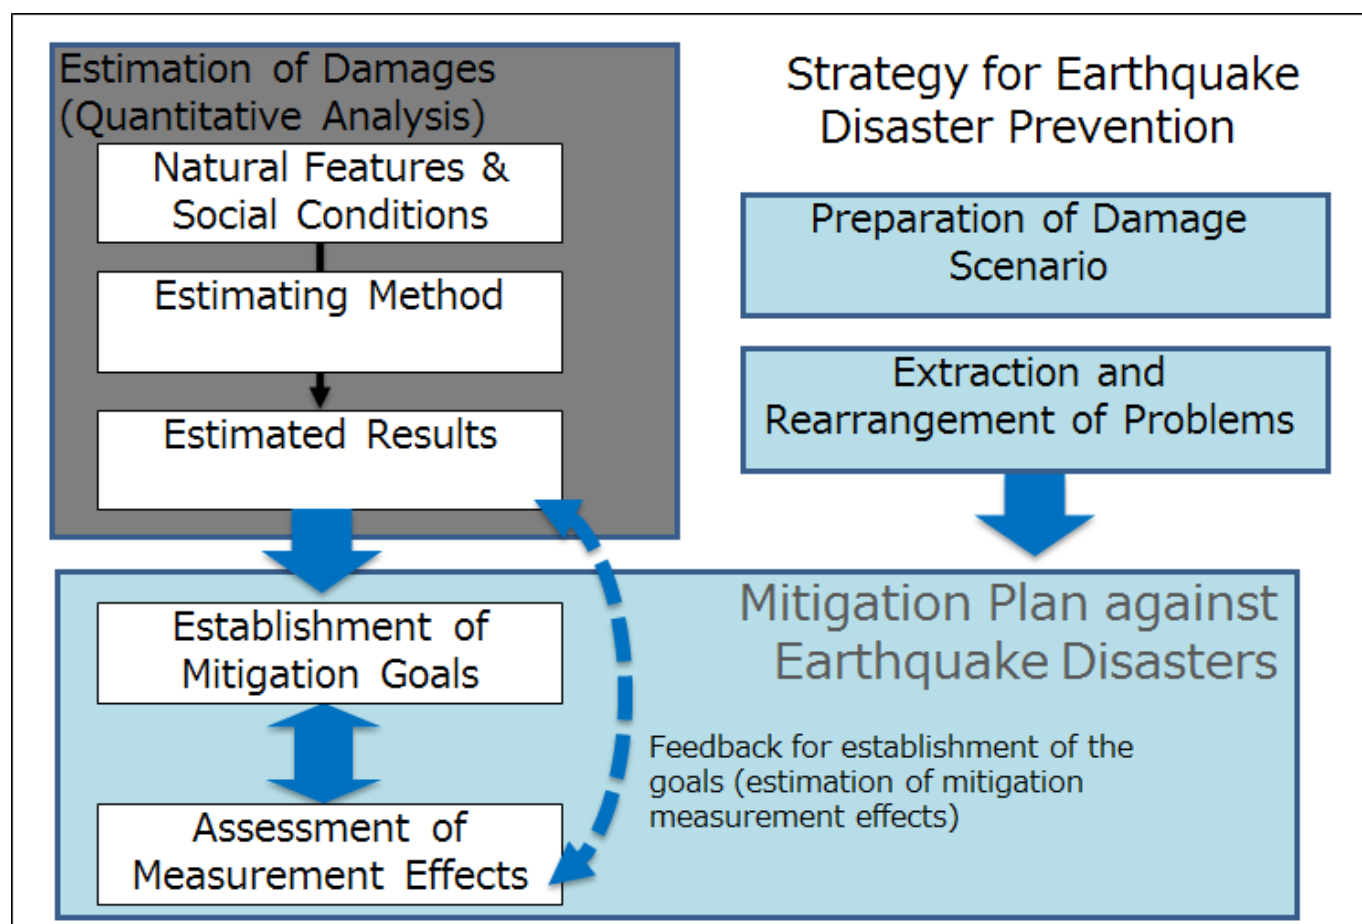 Estimation of Damages
(Quantitative Analysis)
Natural Features &
Social Conditions
Estimating Method
Estimated Results
Strategy for Earthquake
Disaster Prevention
Preparation of Damage
Scenario
Extraction and
Rearrangement of Problems
Mitigation Plan against
Earthquake Disasters
Establishment of
Mitigation Goals
Feedback for establishment of the
goals (estimation of mitigation
measurement effects)
Assessment of
Measurement Effects